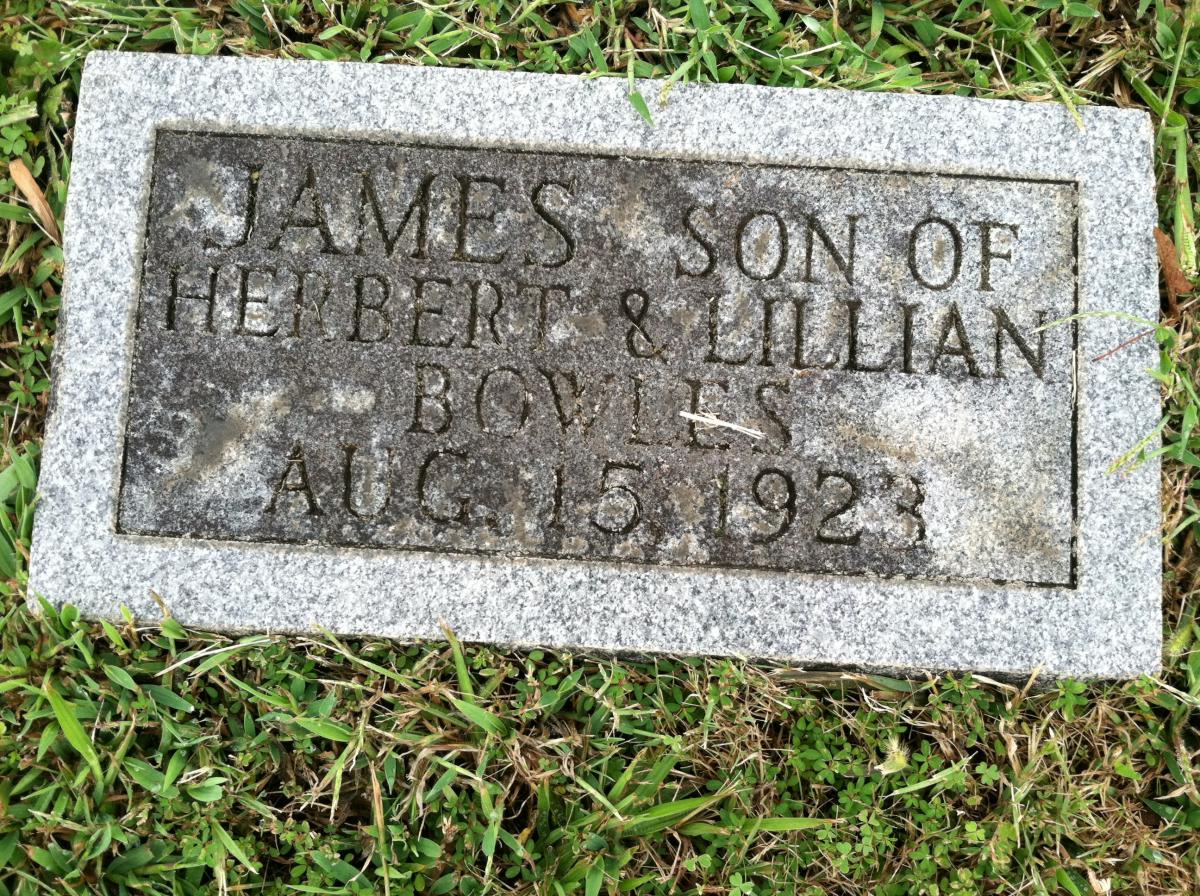 JAMES SON OF
HERBERT & LILLIAN
BOWLES
AUG. 15, 1923